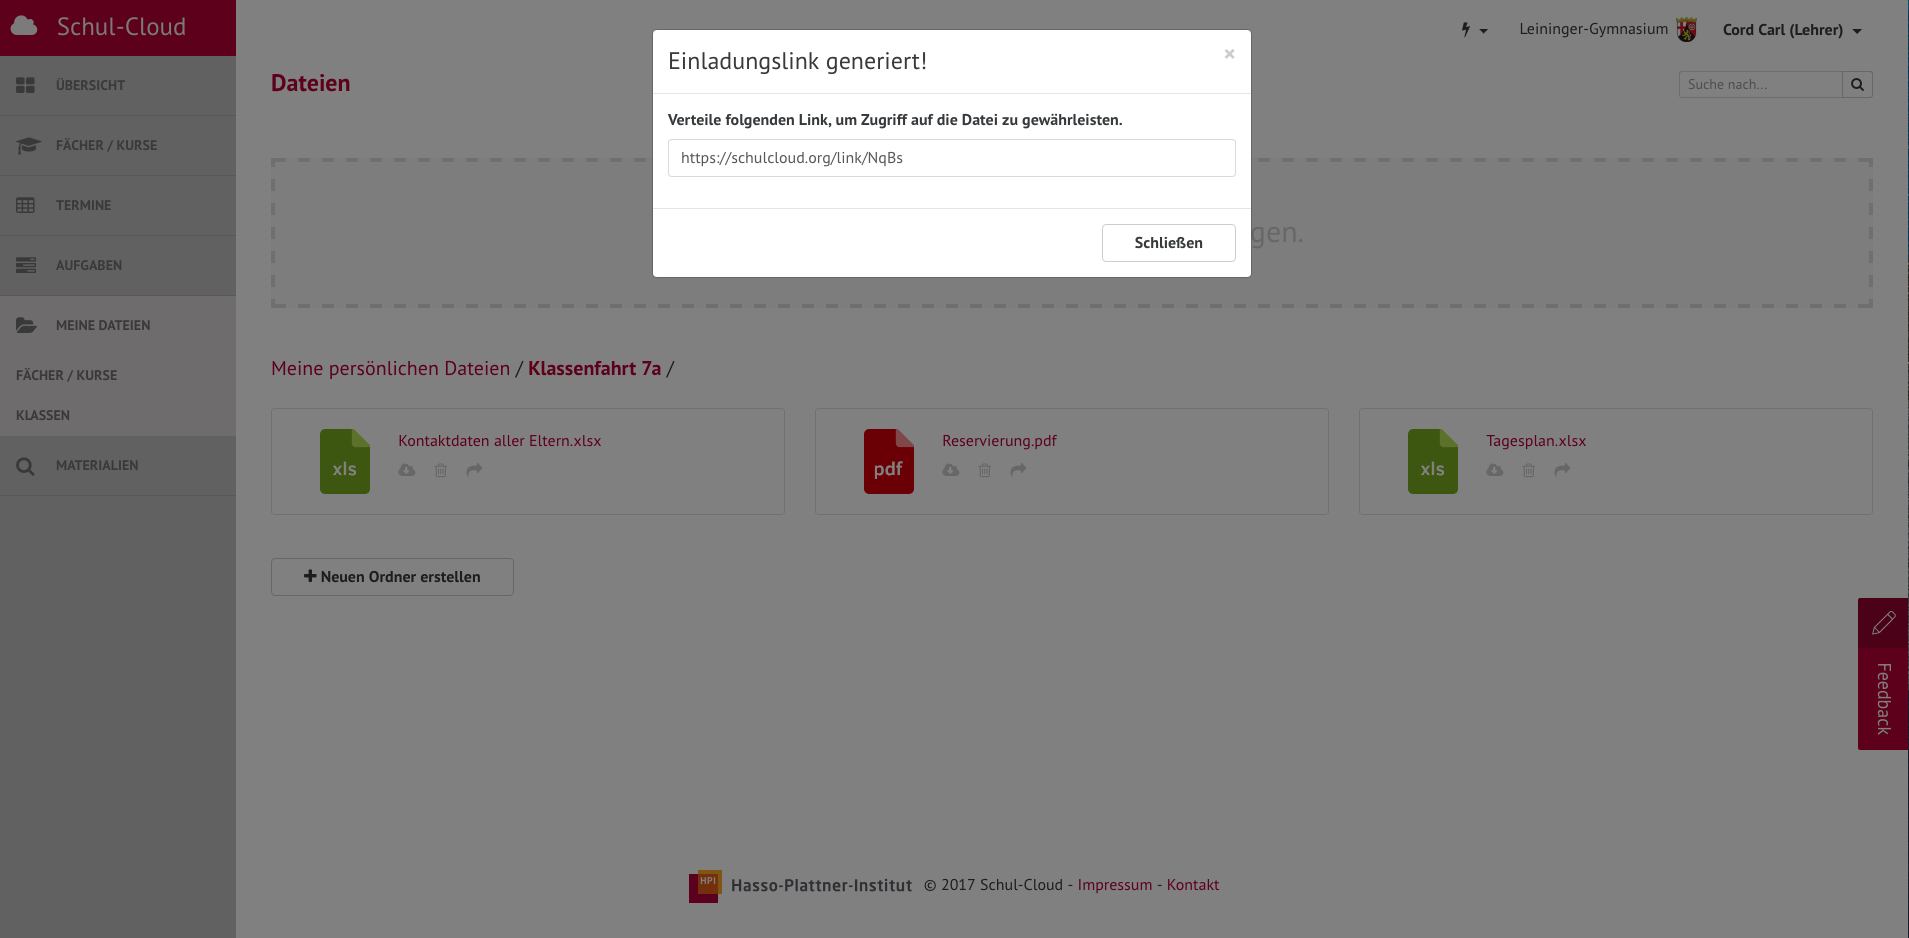 Schul-Cloud
Leininger-Gymnasium
Cord Carl (Lehrer)
Einladungslink generiert!
×
Verteile folgenden Link, um Zugriff auf die Datei zu gewährleisten.
https://schulcloud.org/link/NqBs
Schließen
ÜBERSICHT
FÄCHER / KURSE
TERMINE
AUFGABEN
MEINE DATEIEN
FÄCHER / KURSE
KLASSEN
MATERIALIEN
Dateien
Suche nach...
Meine persönlichen Dateien / Klassenfahrt 7a /
xls
Kontaktdaten aller Eltern.xlsx
pdf
Reservierung.pdf
xls
Tagesplan.xlsx
Neuen Ordner erstellen
Feedback
HPI
Hasso-Plattner-Institut © 2017 Schul-Cloud - Impressum - Kontakt